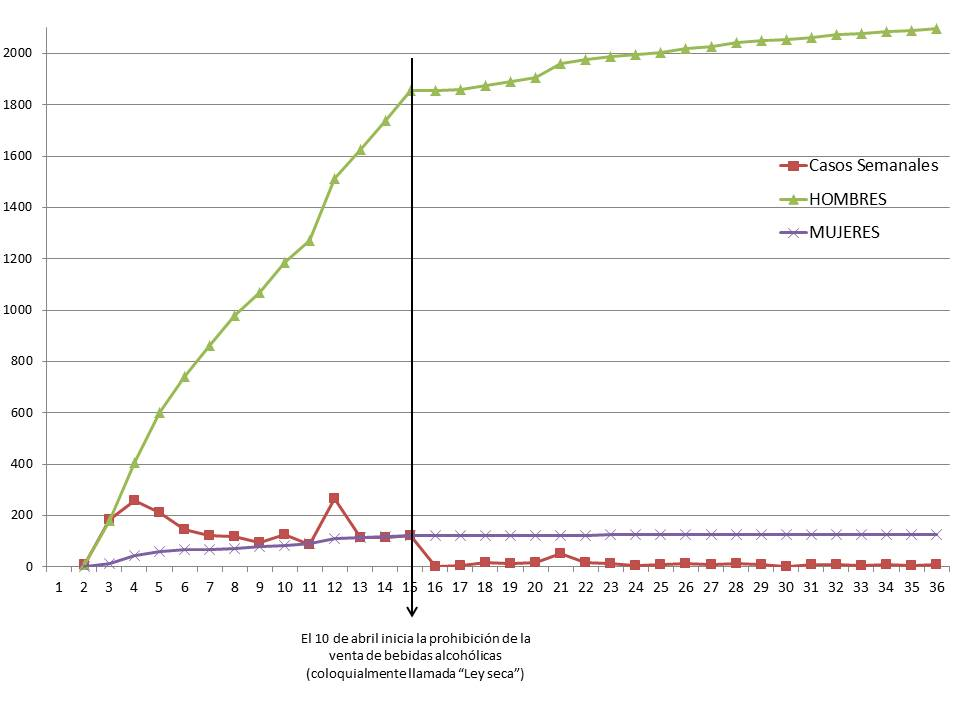 2000
1800
1600
1400
1200
1000
800
600
400
200
0
Casos Semanales
HOMBRES
MUJERES
1 2 3 4 5 6 7 8 9 10 11 12 13 14 15 16 17 18 19 20 21 22 23 24 25 26 27 28 29 30 31 32 33 34 35 36
El 10 de abril inicia la prohibición de la
venta de bebidas alcohólicas
(coloquialmente llamada “Ley seca”)